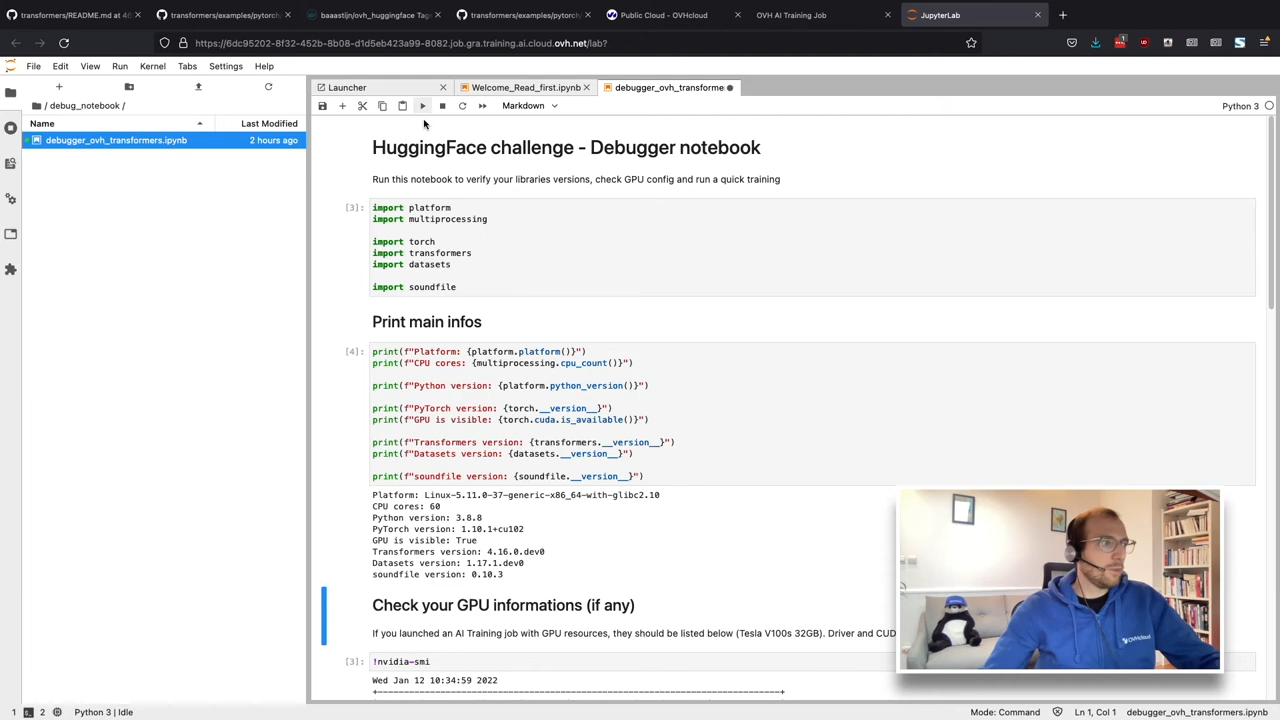 transformers/README.md at 46
transformers/examples/pytorch/
baaastijn/ovh_huggingface Tags
transformers/examples/pytorch/
Public Cloud - OVHcloud
OVH AI Training Job
JupyterLab
https://6dc95202-8f32-452b-8b08-d1d5eb423a99-8082.job.gra.training.ai.cloud.ovh.net/lab?
File Edit View Run Kernel Tabs Settings Help
/ debug_notebook /
Name Last Modified
debugger_ovh_transformers.ipynb 2 hours ago
Launcher
Welcome_Read_first.ipynb
debugger_ovh_transforme
Markdown
Python 3
HuggingFace challenge - Debugger notebook
Run this notebook to verify your libraries versions, check GPU config and run a quick training
[3]: import platform
import multiprocessing
import torch
import transformers
import datasets
import soundfile
Print main infos
[4]: print(f"Platform: {platform.platform()}")
print(f"CPU cores: {multiprocessing.cpu_count()}")
print(f"Python version: {platform.python_version()}")
print(f"PyTorch version: {torch.__version__}")
print(f"GPU is visible: {torch.cuda.is_available()}")
print(f"Transformers version: {transformers.__version__}")
print(f"Datasets version: {datasets.__version__}")
print(f"soundfile version: {soundfile.__version__}")
Platform: Linux-5.11.0-37-generic-x86_64-with-glibc2.10
CPU cores: 60
Python version: 3.8.8
PyTorch version: 1.10.1+cu102
GPU is visible: True
Transformers version: 4.16.0.dev0
Datasets version: 1.17.1.dev0
soundfile version: 0.10.3
Check your GPU informations (if any)
If you launched an AI Training job with GPU resources, they should be listed below (Tesla V100s 32GB). Driver and CUD
[3]: !nvidia-smi
Wed Jan 12 10:34:59 2022
+-----------------------------------------------------------------------------+
OVHcloud
1 2 Python 3 | Idle
Mode: Command Ln 1, Col 1 debugger_ovh_transformers.ipynb